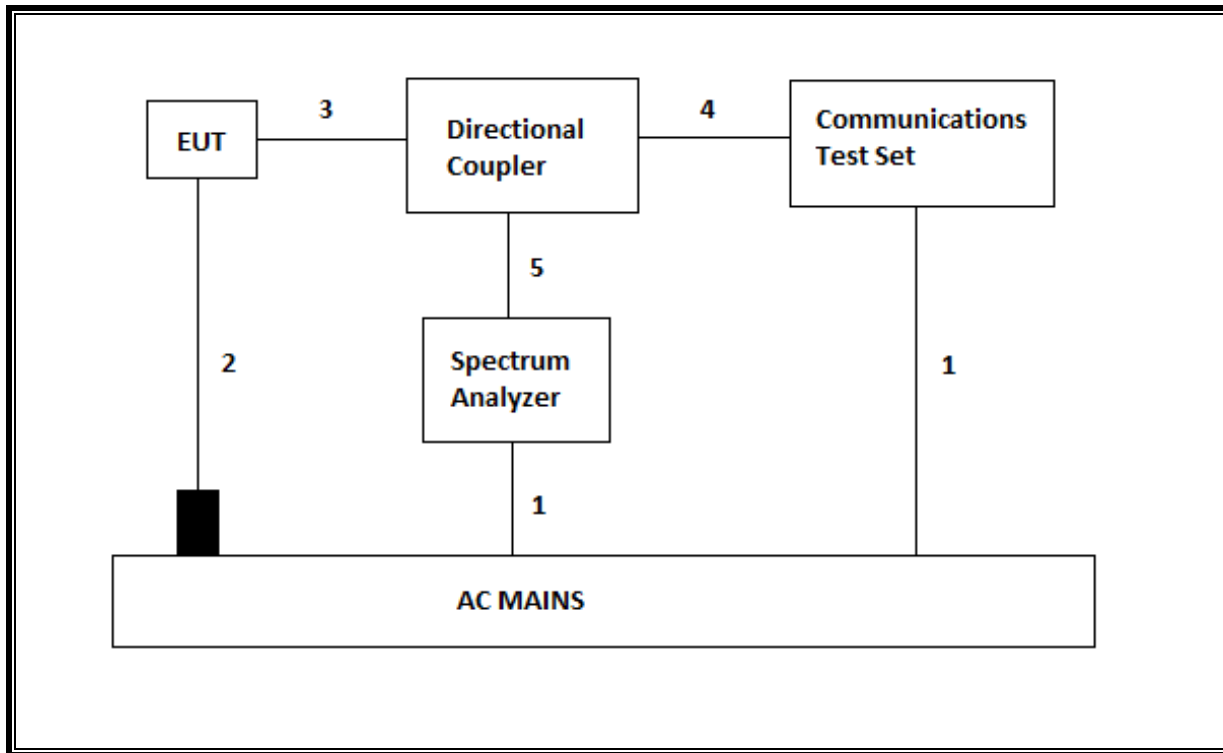 EUT
3
Directional
Coupler
4
Communications
Test Set
5
2
Spectrum
Analyzer
1
1
AC MAINS